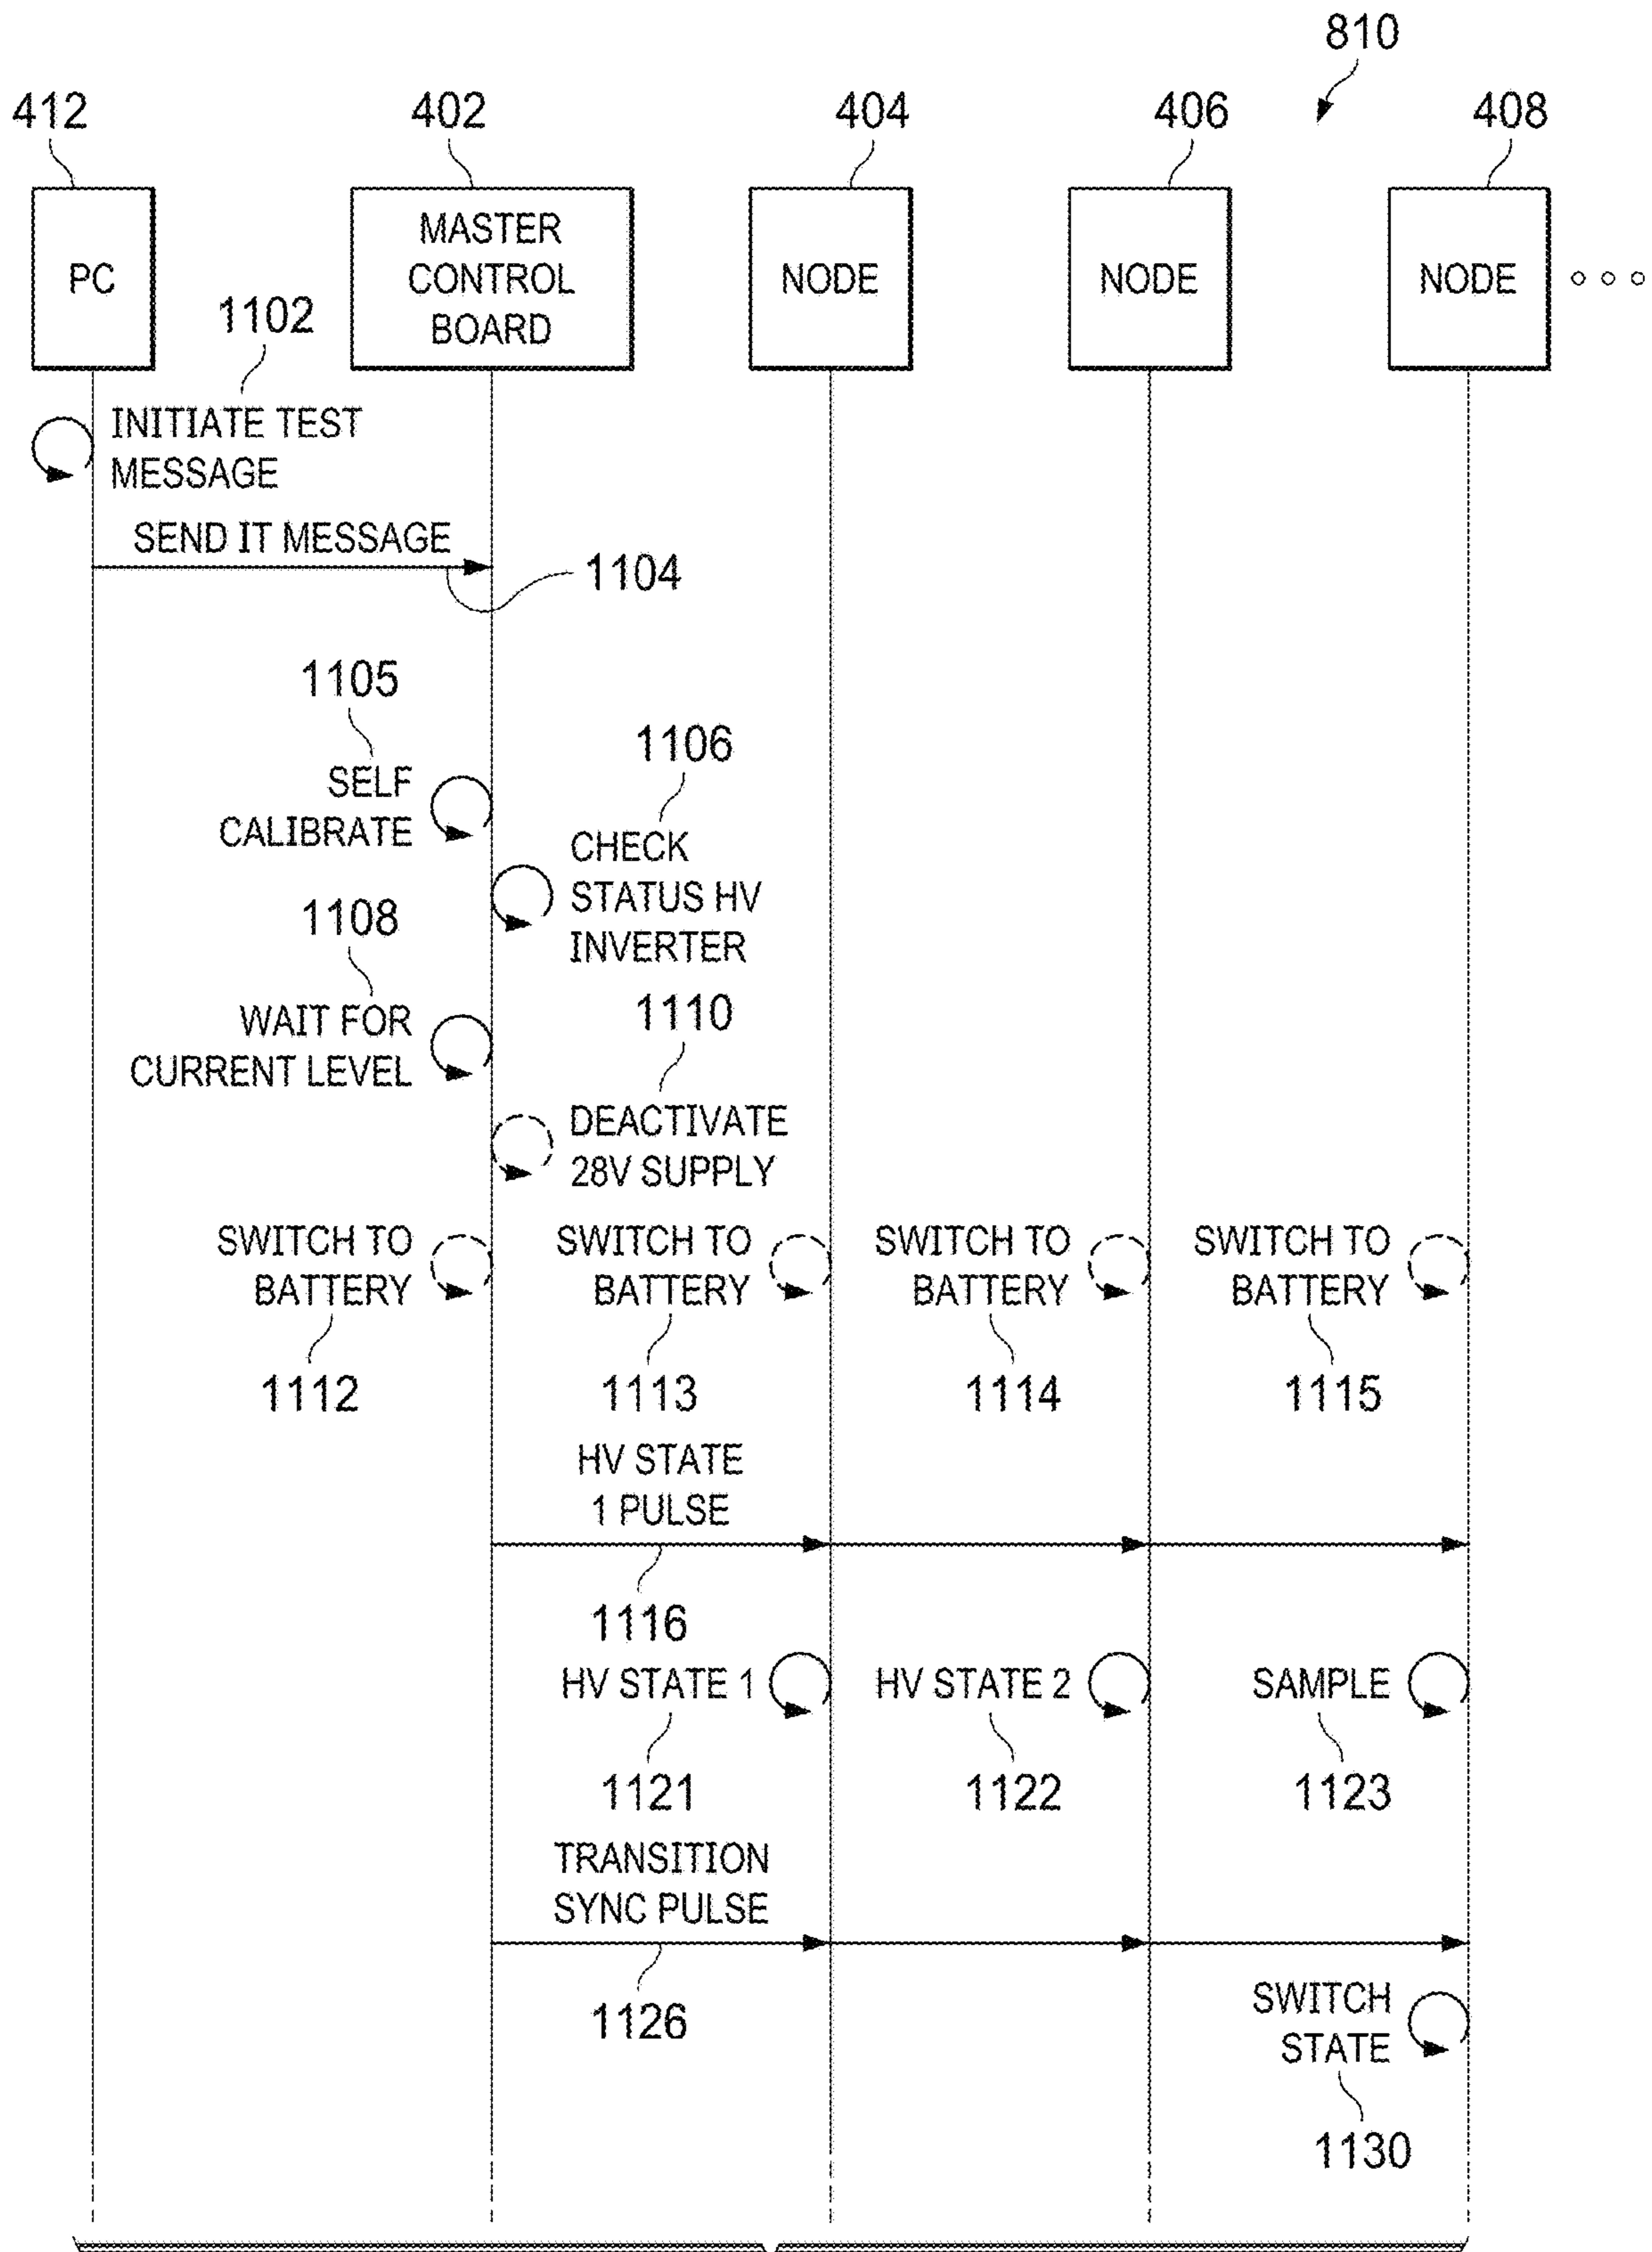 810
412
402
404
406
408
PC
MASTER
CONTROL
BOARD
NODE
NODE
NODE
1102
INITIATE TEST
MESSAGE
SEND IT MESSAGE
1104
1105
SELF
CALIBRATE
1106
CHECK
STATUS HV
INVERTER
1108
WAIT FOR
CURRENT LEVEL
1110
DEACTIVATE
28V SUPPLY
SWITCH TO
BATTERY
1112
SWITCH TO
BATTERY
1113
SWITCH TO
BATTERY
1114
SWITCH TO
BATTERY
1115
HV STATE
1 PULSE
1116
HV STATE 1
1121
HV STATE 2
1122
SAMPLE
1123
TRANSITION
SYNC PULSE
1126
SWITCH
STATE
1130